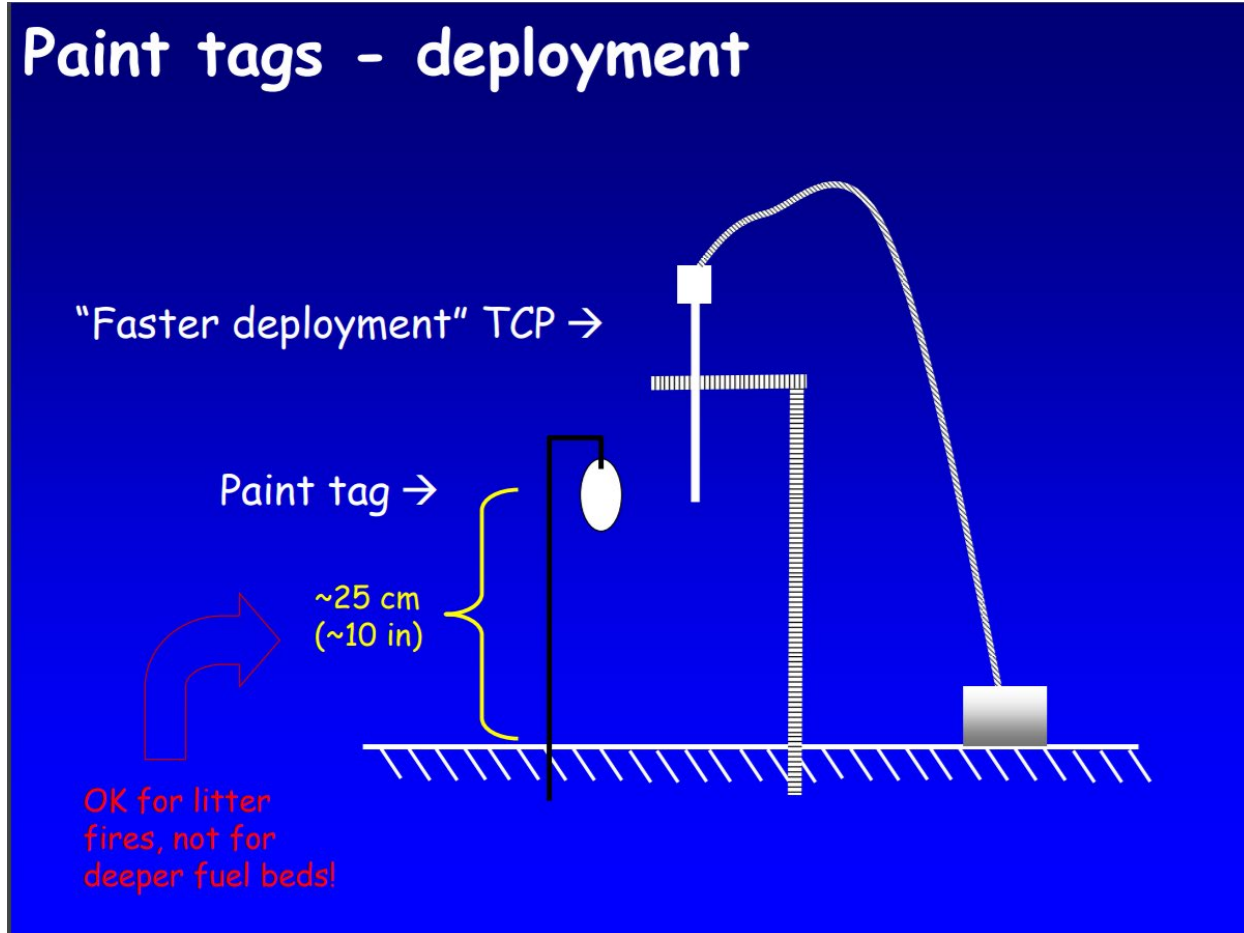 Paint tags - deployment
“Faster deployment” TCP →
Paint tag →
~25 cm
(~10 in)
OK for litter
fires, not for
deeper fuel beds!